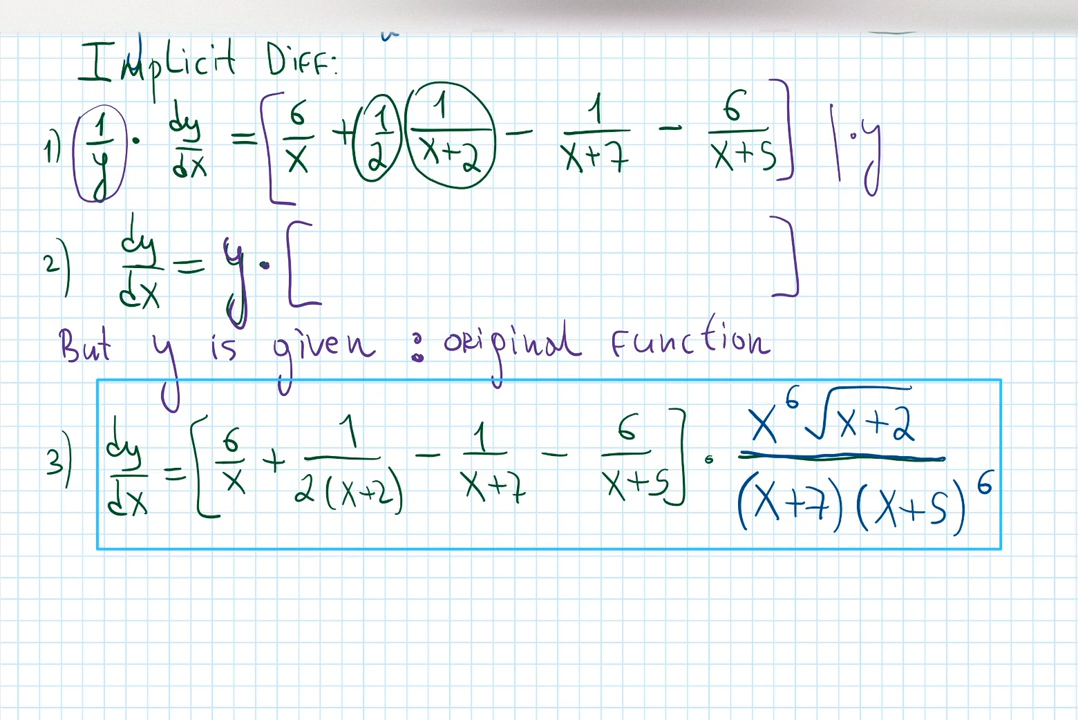 Implicit Diff:
1) 1/y · dy/dx = [6/x + 1/2 1/(x+2) − 1/(x+7) − 6/(x+5)] | · y
2) dy/dx = y · [ ]
But y is given : original function
3) dy/dx = [6/x + 1/(2(x+2)) − 1/(x+7) − 6/(x+5)] · x^6 √(x+2) / ((x+7)(x+5)^6)